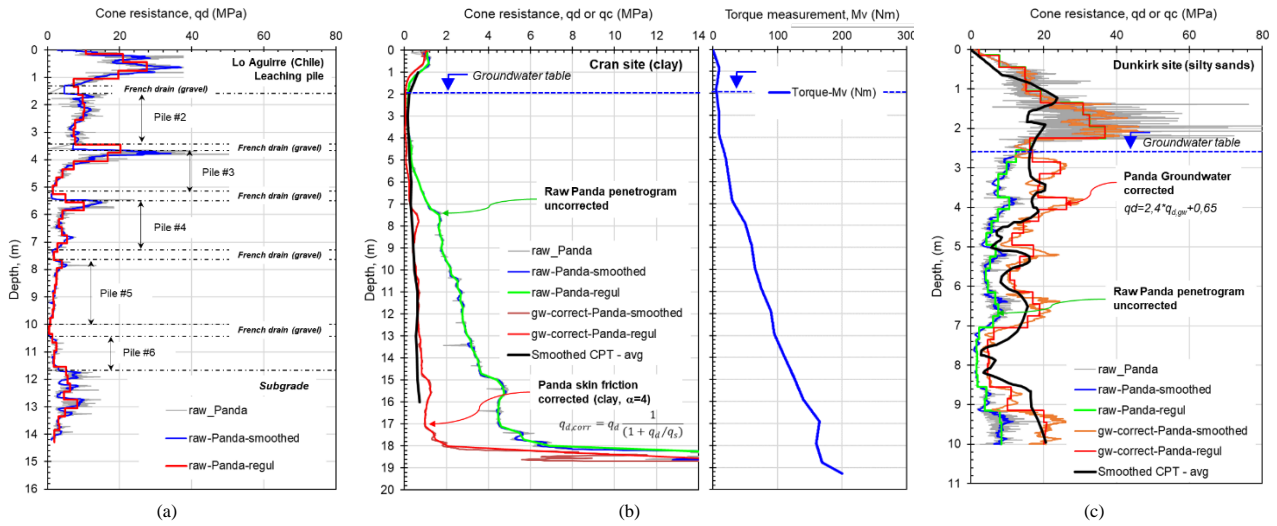 (a)
Cone resistance, qd (MPa)
0 20 40 60 80
Depth, (m)
0
1
2
3
4
5
6
7
8
9
10
11
12
13
14
15
16
Lo Aguirre (Chile)
Leaching pile
French drain (gravel)
Pile #2
French drain (gravel)
Pile #3
French drain (gravel)
Pile #4
French drain (gravel)
Pile #5
French drain (gravel)
Pile #6
Subgrade
raw_Panda
raw-Panda-smoothed
raw-Panda-regul
(b)
Cone resistance, qd or qc (MPa)
0 2 4 6 8 10 12 14
Depth, (m)
0
1
2
3
4
5
6
7
8
9
10
11
12
13
14
15
16
17
18
19
20
Cran site (clay)
Groundwater table
Raw Panda penetrogram
uncorrected
raw_Panda
raw-Panda-smoothed
raw-Panda-regul
gw-correct-Panda-smoothed
gw-correct-Panda-regul
Smoothed CPT - avg
Panda skin friction
corrected (clay, α=4)
q_{d,corr} = q_d \frac{1}{(1 + q_d/q_s)}
Torque measurement, Mv (Nm)
0 100 200 300
Torque-Mv (Nm)
(c)
Cone resistance, qd or qc (MPa)
0 20 40 60 80
Depth, (m)
0
1
2
3
4
5
6
7
8
9
10
11
Dunkirk site (silty sands)
Groundwater table
Panda Groundwater
corrected
qd=2,4*q_{d,gw}+0,65
Raw Panda penetrogram
uncorrected
raw_Panda
raw-Panda-smoothed
raw-Panda-regul
gw-correct-Panda-smoothed
gw-correct-Panda-regul
Smoothed CPT - avg